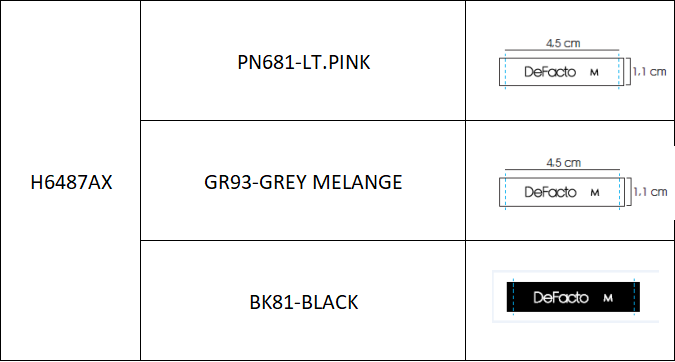 PN681-LT.PINK
4,5 cm
DeFacto M
1,1 cm
H6487AX
GR93-GREY MELANGE
4,5 cm
DeFacto M
1,1 cm
BK81-BLACK
DeFacto M